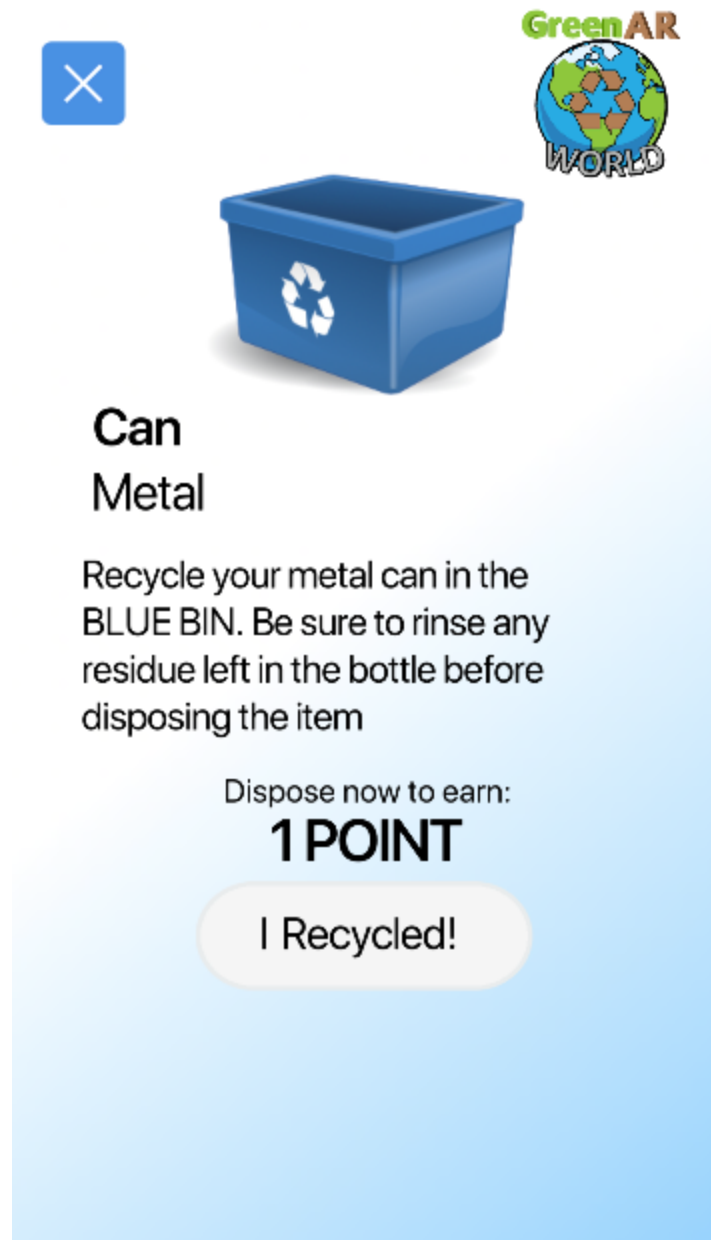 GreenAR
WORLD
Can
Metal
Recycle your metal can in the
BLUE BIN. Be sure to rinse any
residue left in the bottle before
disposing the item
Dispose now to earn:
1 POINT
I Recycled!